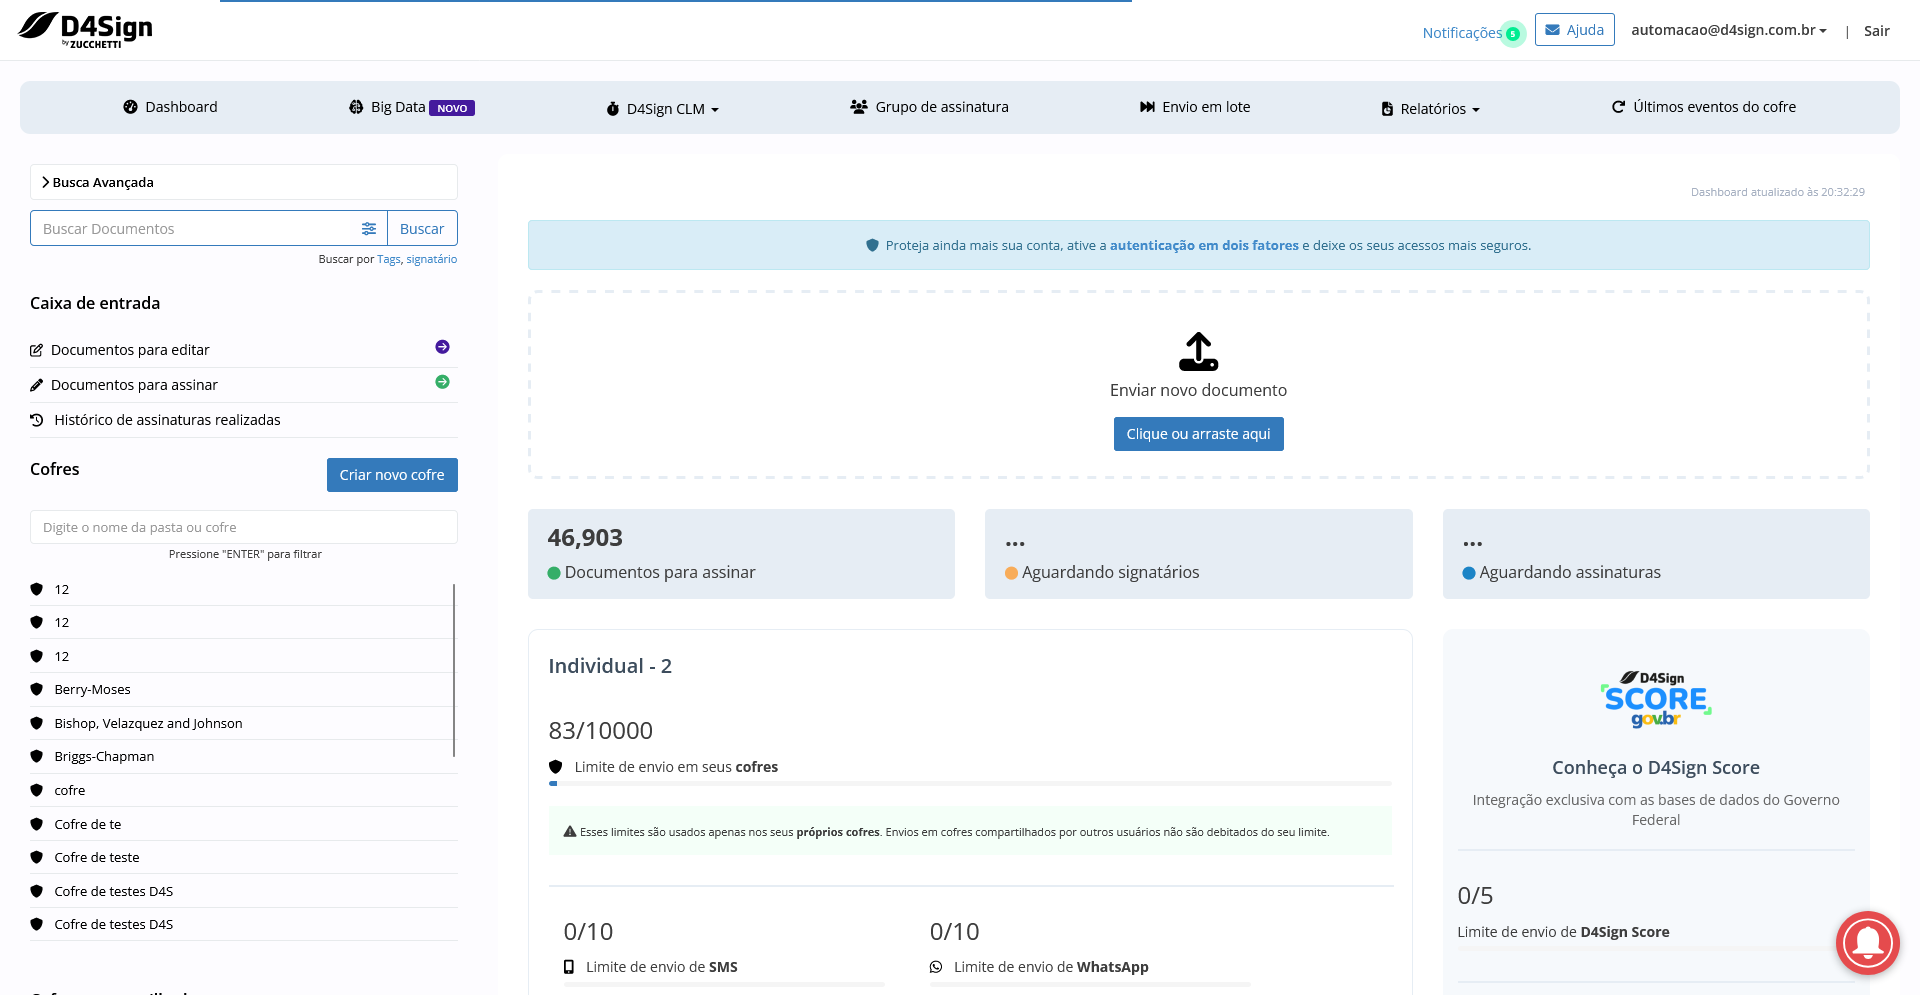 D4Sign
by ZUCCHETTI
Notificações 5
Ajuda
automacao@d4sign.com.br
|
Sair
Dashboard
Big Data NOVO
D4Sign CLM
Grupo de assinatura
Envio em lote
Relatórios
Últimos eventos do cofre
Busca Avançada
Buscar Documentos
Buscar
Buscar por Tags, signatário
Caixa de entrada
Documentos para editar
Documentos para assinar
Histórico de assinaturas realizadas
Cofres
Criar novo cofre
Digite o nome da pasta ou cofre
Pressione "ENTER" para filtrar
12
12
12
Berry-Moses
Bishop, Velazquez and Johnson
Briggs-Chapman
cofre
Cofre de te
Cofre de teste
Cofre de testes D4S
Cofre de testes D4S
Dashboard atualizado às 20:32:29
Proteja ainda mais sua conta, ative a autenticação em dois fatores e deixe os seus acessos mais seguros.
Enviar novo documento
Clique ou arraste aqui
46,903
Documentos para assinar
...
Aguardando signatários
...
Aguardando assinaturas
Individual - 2
83/10000
Limite de envio em seus cofres
Esses limites são usados apenas nos seus próprios cofres. Envios em cofres compartilhados por outros usuários não são debitados do seu limite.
0/10
Limite de envio de SMS
0/10
Limite de envio de WhatsApp
D4Sign
SCORE
gov.br
Conheça o D4Sign Score
Integração exclusiva com as bases de dados do Governo
Federal
0/5
Limite de envio de D4Sign Score